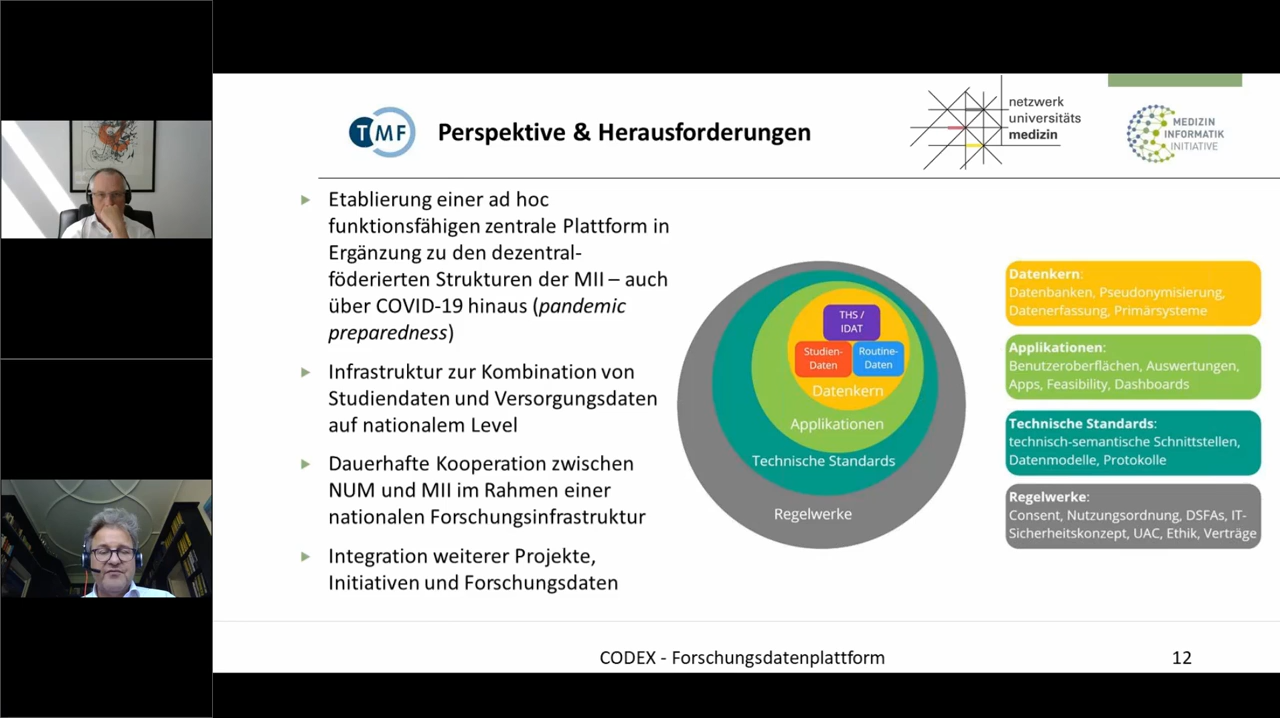 TMF
Perspektive & Herausforderungen
netzwerk
universitäts
medizin
MEDIZIN
INFORMATIK
INITIATIVE
Etablierung einer ad hoc
funktionsfähigen zentrale Plattform in
Ergänzung zu den dezentral-
föderierten Strukturen der MII – auch
über COVID-19 hinaus (pandemic
preparedness)
Infrastruktur zur Kombination von
Studiendaten und Versorgungsdaten
auf nationalem Level
Dauerhafte Kooperation zwischen
NUM und MII im Rahmen einer
nationalen Forschungsinfrastruktur
Integration weiterer Projekte,
Initiativen und Forschungsdaten
THS /
IDAT
Studien-
Daten
Routine-
Daten
Datenkern
Applikationen
Technische Standards
Regelwerke
Datenkern:
Datenbanken, Pseudonymisierung,
Datenerfassung, Primärsysteme
Applikationen:
Benutzeroberflächen, Auswertungen,
Apps, Feasibility, Dashboards
Technische Standards:
technisch-semantische Schnittstellen,
Datenmodelle, Protokolle
Regelwerke:
Consent, Nutzungsordnung, DSFAs, IT-
Sicherheitskonzept, UAC, Ethik, Verträge
CODEX - Forschungsdatenplattform
12